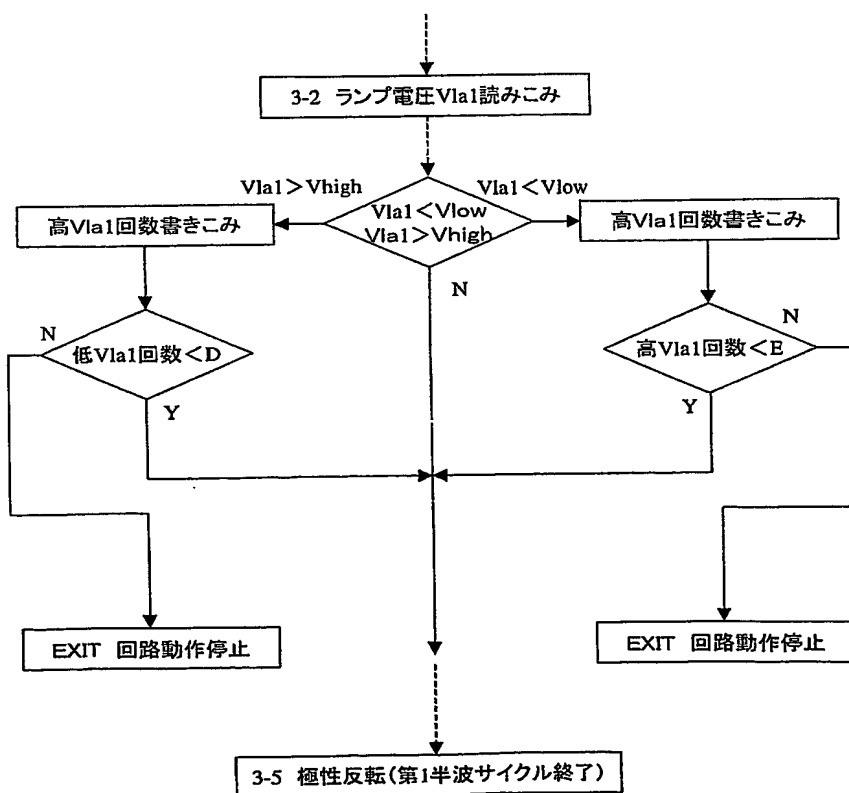 3-2 ランプ電圧Vla1読みこみ
Vla1>Vhigh
Vla1<Vlow
高Vla1回数書きこみ
Vla1<Vlow
Vla1>Vhigh
高Vla1回数書きこみ
N
N
低Vla1回数<D
N
高Vla1回数<E
Y
Y
EXIT 回路動作停止
EXIT 回路動作停止
3-5 極性反転(第1半波サイクル終了)